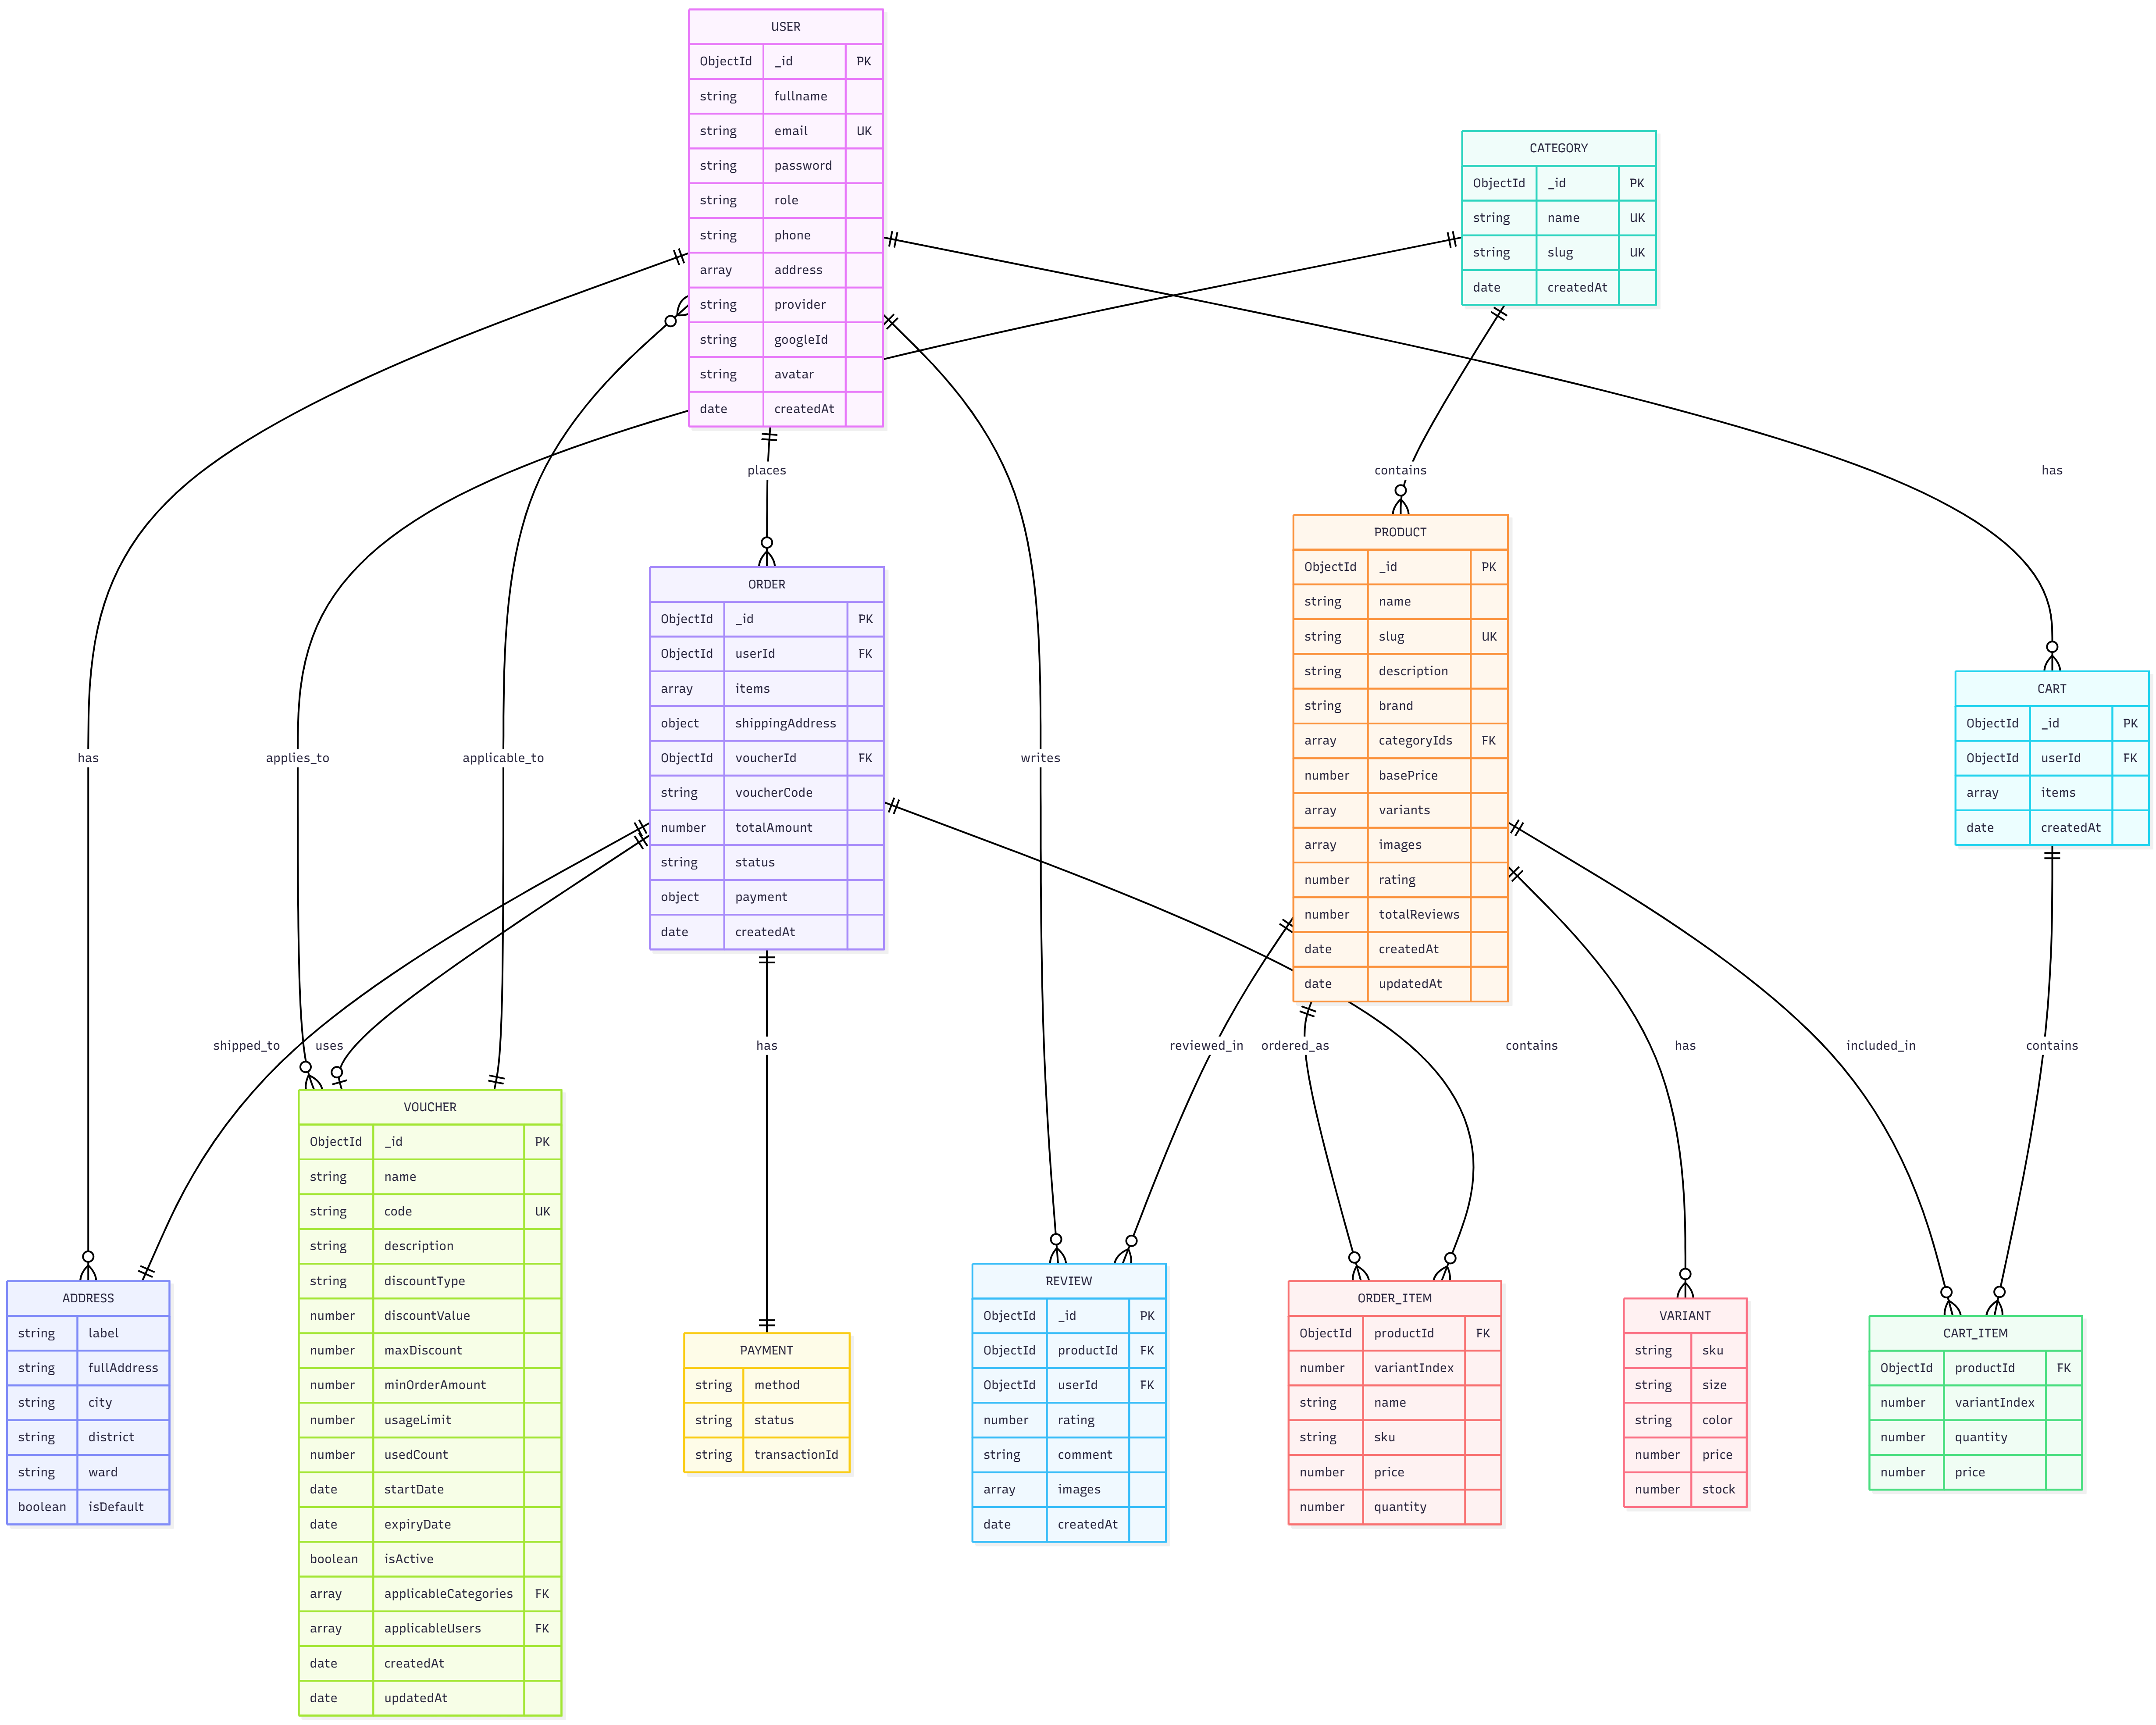 USER
ObjectId _id PK
string fullname
string email UK
string password
string role
string phone
array address
string provider
string googleId
string avatar
date createdAt
CATEGORY
ObjectId _id PK
string name UK
string slug UK
date createdAt
places
contains
has
ORDER
ObjectId _id PK
ObjectId userId FK
array items
object shippingAddress
ObjectId voucherId FK
string voucherCode
number totalAmount
string status
object payment
date createdAt
PRODUCT
ObjectId _id PK
string name
string slug UK
string description
string brand
array categoryIds FK
number basePrice
array variants
array images
number rating
number totalReviews
date createdAt
date updatedAt
CART
ObjectId _id PK
ObjectId userId FK
array items
date createdAt
has
applies_to
applicable_to
writes
shipped_to
uses
has
reviewed_in
ordered_as
contains
has
included_in
contains
ADDRESS
string label
string fullAddress
string city
string district
string ward
boolean isDefault
VOUCHER
ObjectId _id PK
string name
string code UK
string description
string discountType
number discountValue
number maxDiscount
number minOrderAmount
number usageLimit
number usedCount
date startDate
date expiryDate
boolean isActive
array applicableCategories FK
array applicableUsers FK
date createdAt
date updatedAt
PAYMENT
string method
string status
string transactionId
REVIEW
ObjectId _id PK
ObjectId productId FK
ObjectId userId FK
number rating
string comment
array images
date createdAt
ORDER_ITEM
ObjectId productId FK
number variantIndex
string name
string sku
number price
number quantity
VARIANT
string sku
string size
string color
number price
number stock
CART_ITEM
ObjectId productId FK
number variantIndex
number quantity
number price